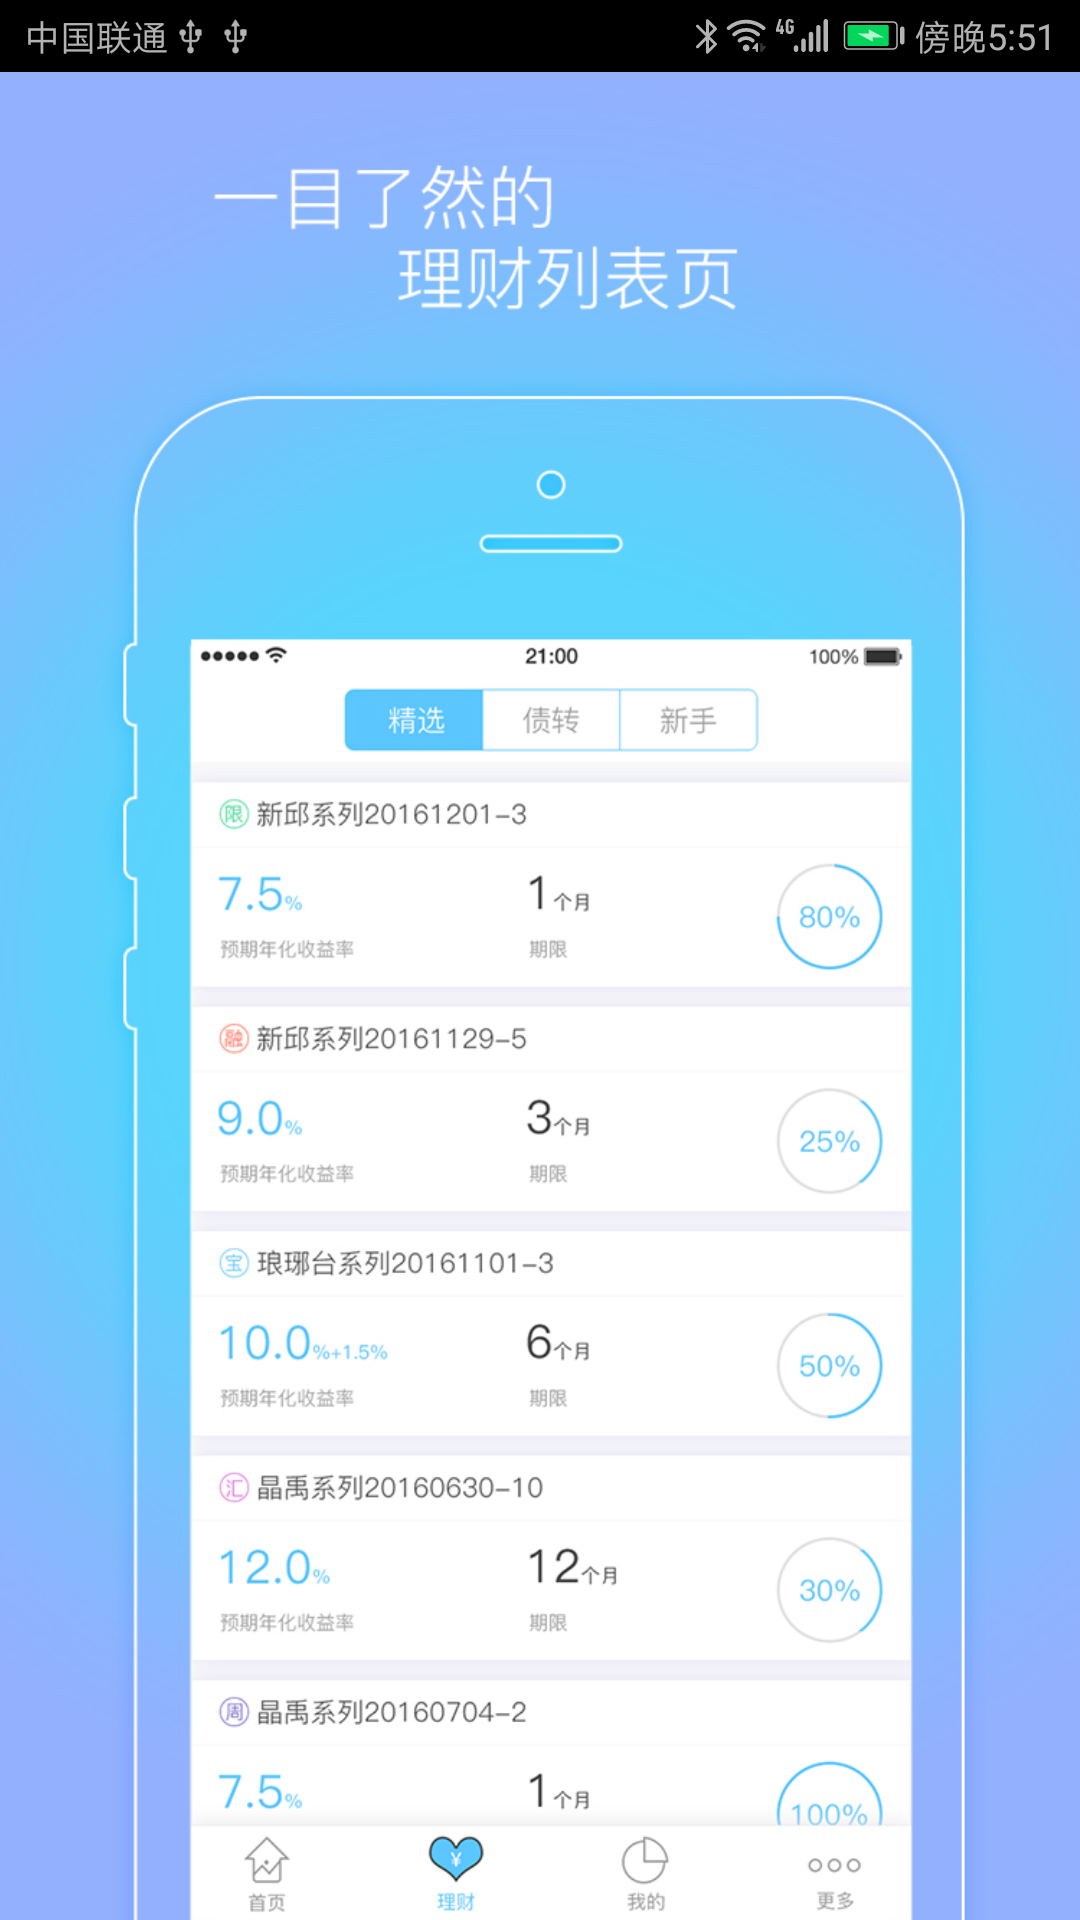 中国联通 4G 傍晚5:51
一目了然的
理财列表页
21:00 100%
精选 债转 新手
限 新邱系列20161201-3
7.5% 1个月 80%
预期年化收益率 期限
融 新邱系列20161129-5
9.0% 3个月 25%
预期年化收益率 期限
宝 琅琊台系列20161101-3
10.0%+1.5% 6个月 50%
预期年化收益率 期限
汇 晶禹系列20160630-10
12.0% 12个月 30%
预期年化收益率 期限
周 晶禹系列20160704-2
7.5% 1个月 100%
¥
首页 理财 我的 更多